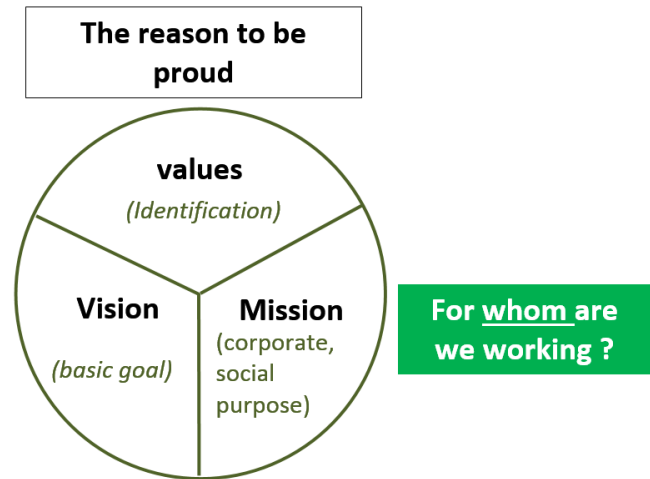 The reason to be
proud
values
(Identification)
Vision
(basic goal)
Mission
(corporate,
social
purpose)
For whom are
we working ?